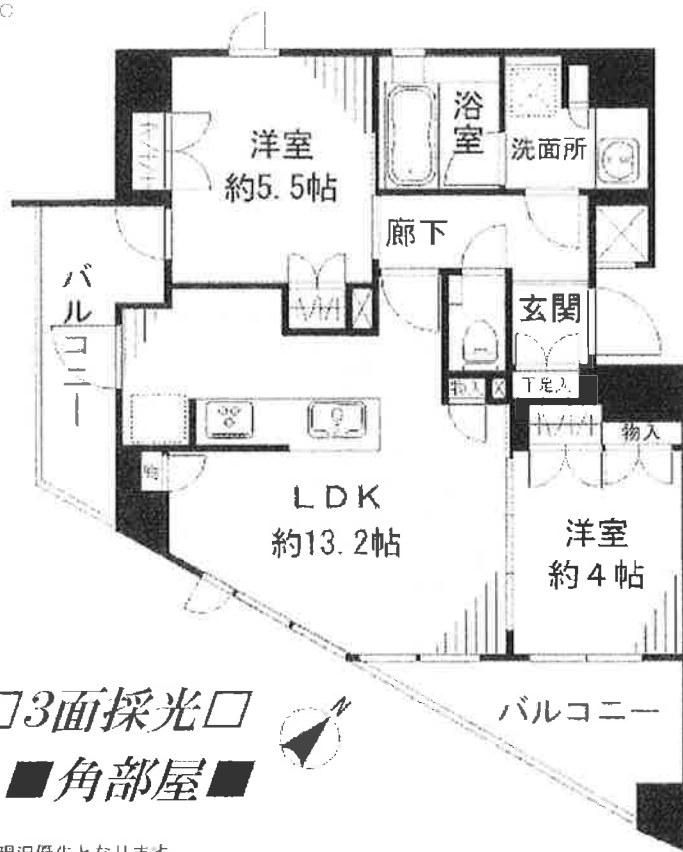 洋室
約5.5帖
浴室
洗面所
廊下
バルコニー
玄関
下足入
物入
物入
物
LDK
約13.2帖
洋室
約4帖
バルコニー
N
□3面採光□
■角部屋■